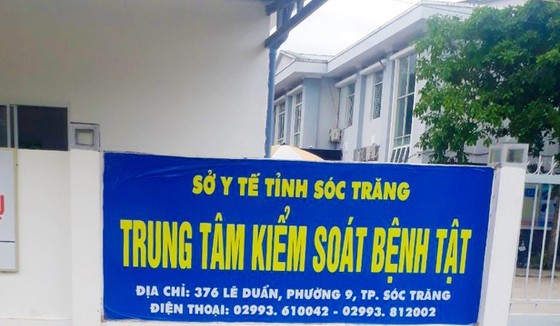 SỞ Y TẾ TỈNH SÓC TRĂNG
TRUNG TÂM KIỂM SOÁT BỆNH TẬT
ĐỊA CHỈ: 376 LÊ DUẨN, PHƯỜNG 9, TP. SÓC TRĂNG
ĐIỆN THOẠI: 02993. 610042 - 02993. 812002